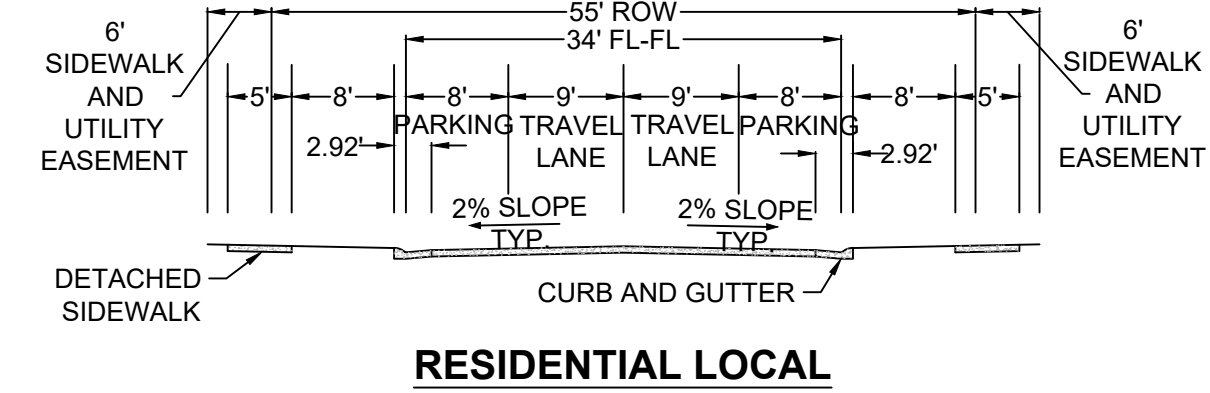 55' ROW
34' FL-FL
6'
SIDEWALK
AND
UTILITY
EASEMENT
6'
SIDEWALK
AND
UTILITY
EASEMENT
5' 8' 8' 9' 9' 8' 8' 5'
PARKING TRAVEL LANE TRAVEL LANE PARKING
2.92' 2.92'
2% SLOPE
TYP.
2% SLOPE
TYP.
DETACHED
SIDEWALK
CURB AND GUTTER
RESIDENTIAL LOCAL